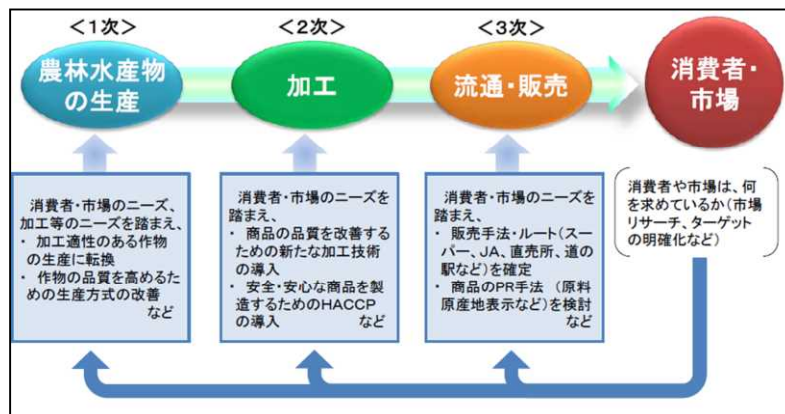 <1次>
<2次>
<3次>
農林水産物
の生産
加工
流通・販売
消費者・
市場
消費者・市場のニーズ、
加工等のニーズを踏まえ、
・ 加工適性のある作物
の生産に転換
・ 作物の品質を高めるた
めの生産方式の改善
など
消費者・市場のニーズを
踏まえ、
・ 商品の品質を改善する
ための新たな加工技術
の導入
・ 安全・安心な商品を製
造するためのHACCP
の導入 など
消費者・市場のニーズを
踏まえ、
・ 販売手法・ルート(スー
パー、JA、直売所、道の
駅など)を確定
・ 商品のPR手法 (原料
原産地表示など)を検討
など
消費者や市場は、何
を求めているか(市場
リサーチ、ターゲット
の明確化など)